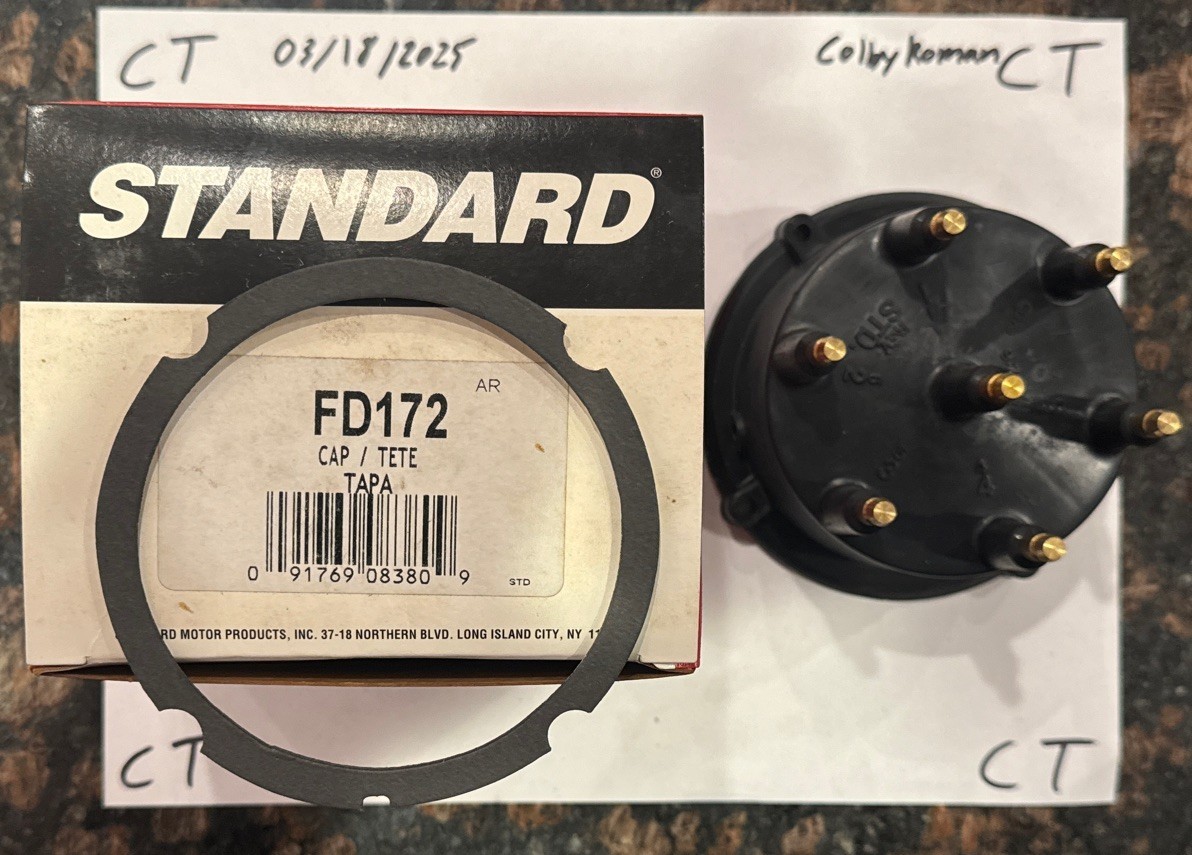 CT 03/18/2025 Colby Roman CT
STANDARD®
AR
FD172
CAP / TETE
TAPA
0 91769 08380 9
STD
RD MOTOR PRODUCTS, INC. 37-18 NORTHERN BLVD. LONG ISLAND CITY, NY 11
STD.
CT CT